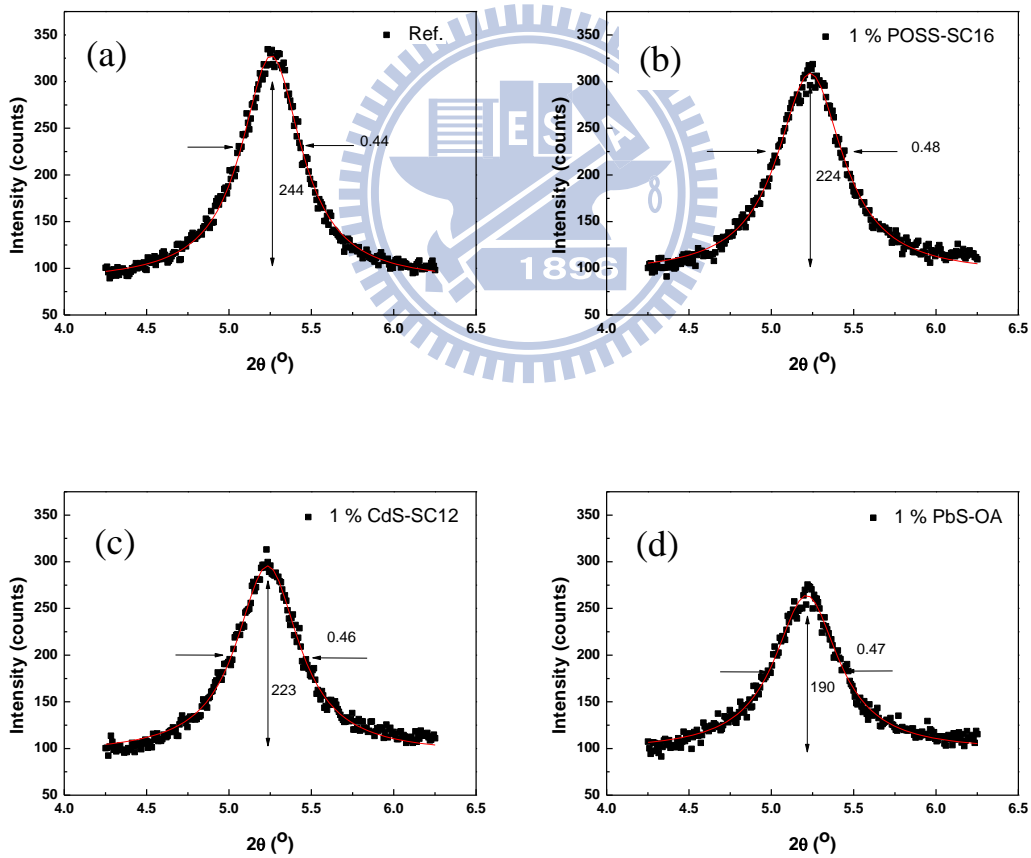 (a)
Ref.
350
300
250
200
150
100
50
Intensity (counts)
0.44
244
4.0 4.5 5.0 5.5 6.0 6.5
2θ (O)
(b)
1 % POSS-SC16
350
300
250
200
150
100
50
Intensity (counts)
0.48
224
4.0 4.5 5.0 5.5 6.0 6.5
2θ (O)
E S A
8
1896
(c)
1 % CdS-SC12
350
300
250
200
150
100
50
Intensity (counts)
0.46
223
4.0 4.5 5.0 5.5 6.0 6.5
2θ (O)
(d)
1 % PbS-OA
350
300
250
200
150
100
50
Intensity (counts)
0.47
190
4.0 4.5 5.0 5.5 6.0 6.5
2θ (O)